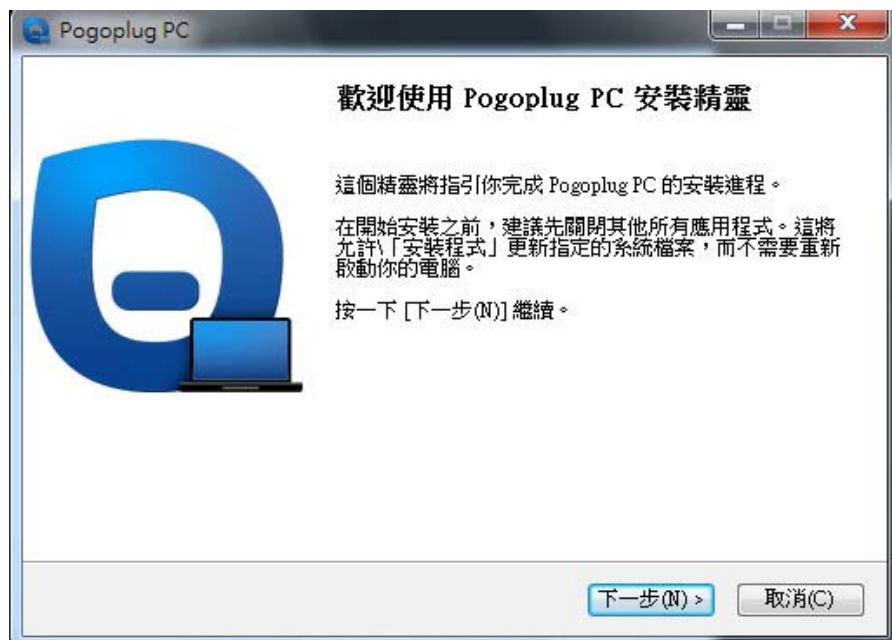 Pogoplug PC
歡迎使用 Pogoplug PC 安裝精靈
這個精靈將指引你完成 Pogoplug PC 的安裝進程。
在開始安裝之前，建議先關閉其他所有應用程式。這將
允許\「安裝程式」更新指定的系統檔案，而不需要重新
啟動你的電腦。
按一下 [下一步(N)] 繼續。
下一步(N) >
取消(C)